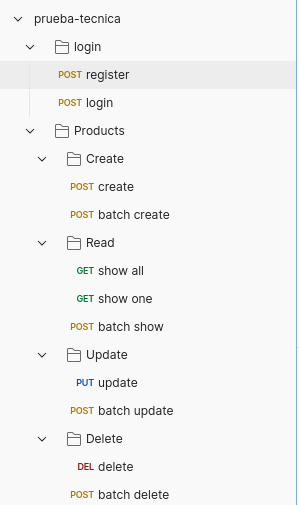 prueba-tecnica
login
POST register
POST login
Products
Create
POST create
POST batch create
Read
GET show all
GET show one
POST batch show
Update
PUT update
POST batch update
Delete
DEL delete
POST batch delete